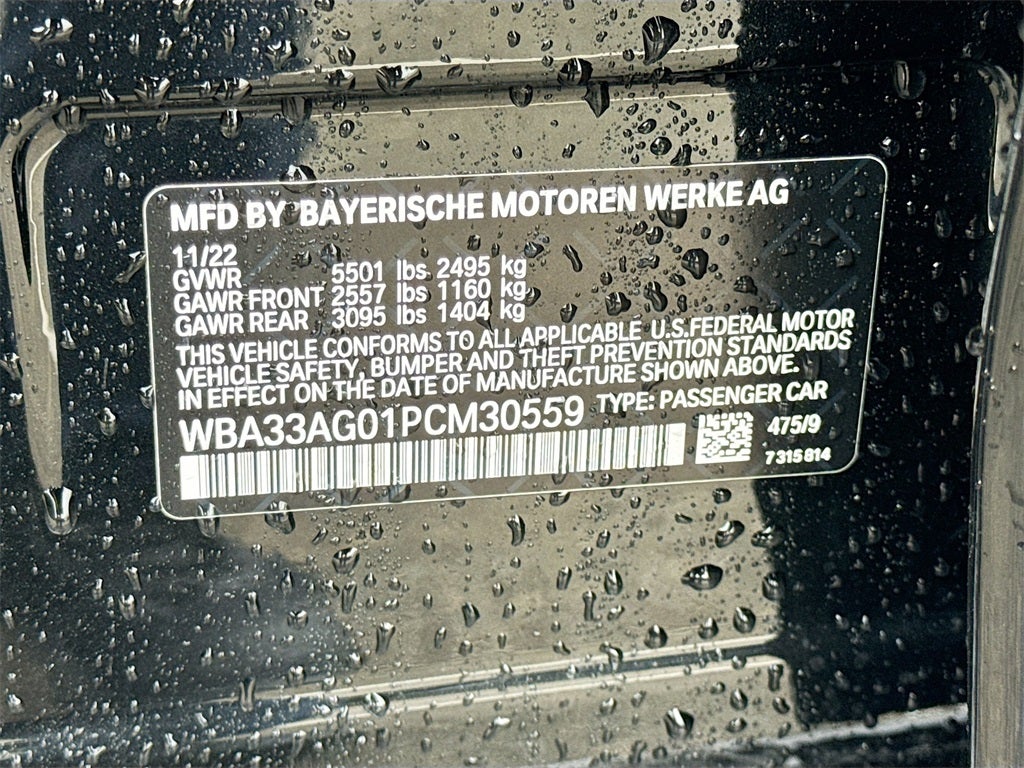 MFD BY BAYERISCHE MOTOREN WERKE AG
11/22
GVWR 5501 lbs 2495 kg
GAWR FRONT 2557 lbs 1160 kg
GAWR REAR 3095 lbs 1404 kg
THIS VEHICLE CONFORMS TO ALL APPLICABLE U.S.FEDERAL MOTOR
VEHICLE SAFETY, BUMPER AND THEFT PREVENTION STANDARDS
IN EFFECT ON THE DATE OF MANUFACTURE SHOWN ABOVE.
WBA33AG01PCM30559 TYPE: PASSENGER CAR
475/9
7315814